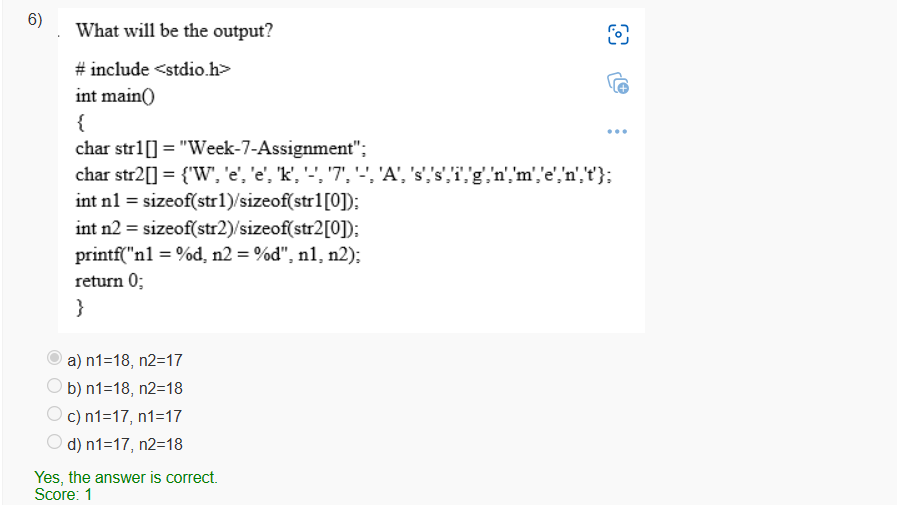 6)
. What will be the output?
# include <stdio.h>
int main()
{
char str1[] = "Week-7-Assignment";
char str2[] = {'W', 'e', 'e', 'k', '-', '7', '-', 'A', 's','s','i','g','n','m','e','n','t'};
int n1 = sizeof(str1)/sizeof(str1[0]);
int n2 = sizeof(str2)/sizeof(str2[0]);
printf("n1 = %d, n2 = %d", n1, n2);
return 0;
}
a) n1=18, n2=17
b) n1=18, n2=18
c) n1=17, n1=17
d) n1=17, n2=18
Yes, the answer is correct.
Score: 1